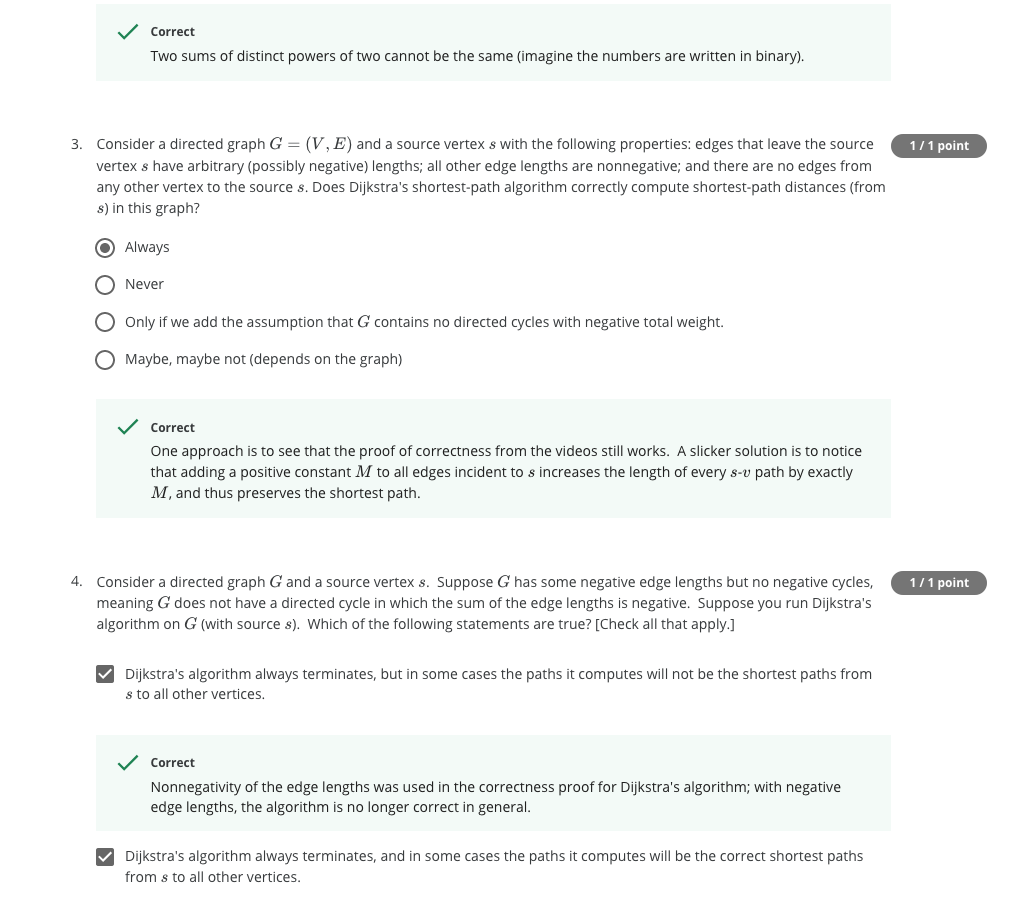 Correct
Two sums of distinct powers of two cannot be the same (imagine the numbers are written in binary).
3. Consider a directed graph G = (V, E) and a source vertex s with the following properties: edges that leave the source 1 / 1 point
vertex s have arbitrary (possibly negative) lengths; all other edge lengths are nonnegative; and there are no edges from
any other vertex to the source s. Does Dijkstra's shortest-path algorithm correctly compute shortest-path distances (from
s) in this graph?
Always
Never
Only if we add the assumption that G contains no directed cycles with negative total weight.
Maybe, maybe not (depends on the graph)
Correct
One approach is to see that the proof of correctness from the videos still works. A slicker solution is to notice
that adding a positive constant M to all edges incident to s increases the length of every s-v path by exactly
M, and thus preserves the shortest path.
4. Consider a directed graph G and a source vertex s. Suppose G has some negative edge lengths but no negative cycles, 1 / 1 point
meaning G does not have a directed cycle in which the sum of the edge lengths is negative. Suppose you run Dijkstra's
algorithm on G (with source s). Which of the following statements are true? [Check all that apply.]
Dijkstra's algorithm always terminates, but in some cases the paths it computes will not be the shortest paths from
s to all other vertices.
Correct
Nonnegativity of the edge lengths was used in the correctness proof for Dijkstra's algorithm; with negative
edge lengths, the algorithm is no longer correct in general.
Dijkstra's algorithm always terminates, and in some cases the paths it computes will be the correct shortest paths
from s to all other vertices.